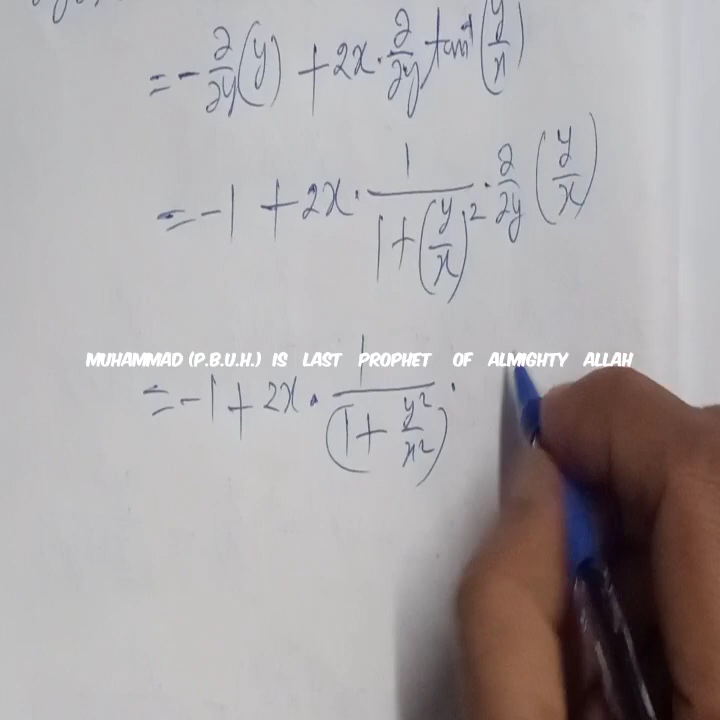 = - ∂/∂y (y) + 2x · ∂/∂y tan⁻¹ (y/x)
= -1 + 2x · 1/(1 + (y/x)²) · ∂/∂y (y/x)
MUHAMMAD (P.B.U.H.) IS LAST PROPHET OF ALMIGHTY ALLAH
= -1 + 2x · 1/(1 + y²/x²) ·